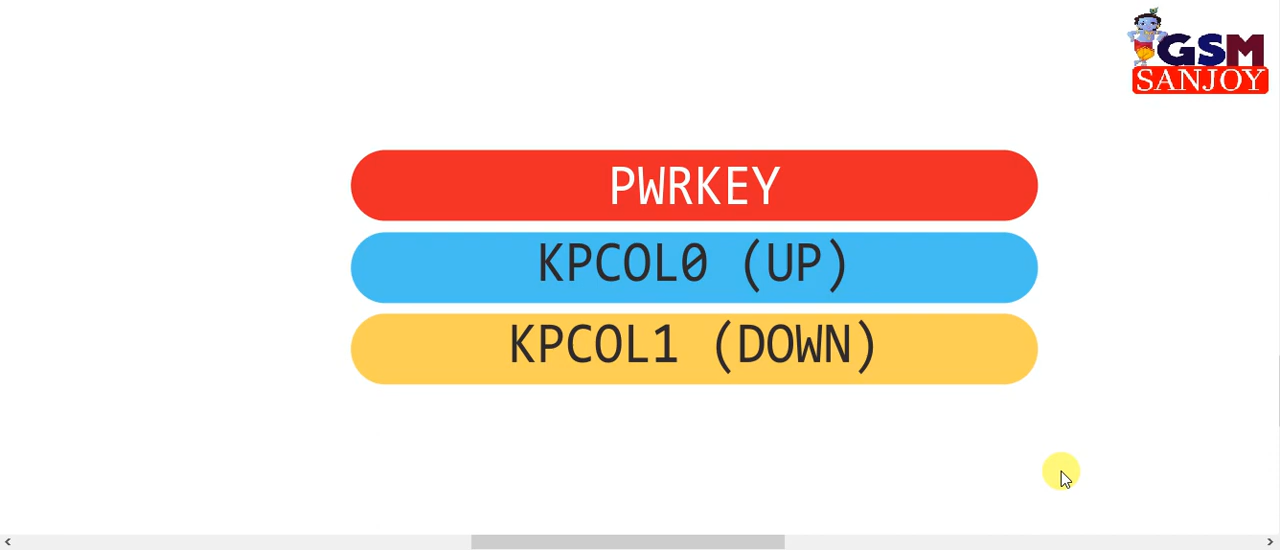 GSM
SANJOY
PWRKEY
KPCOL0 (UP)
KPCOL1 (DOWN)